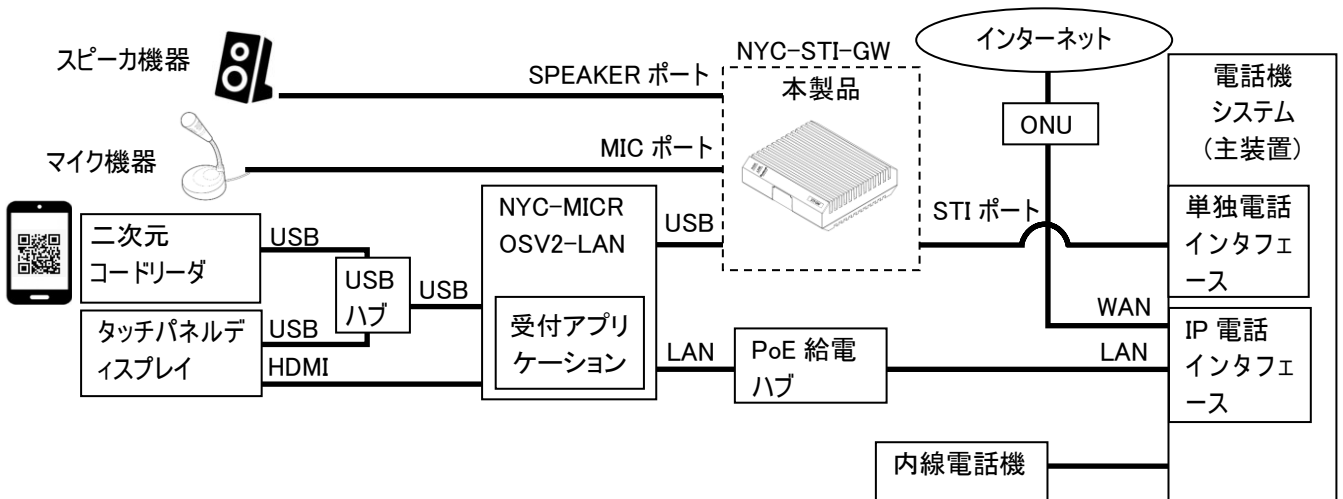 スピーカ機器
SPEAKER ポート
NYC-STI-GW
本製品
インターネット
ONU
電話機
システム
(主装置)
マイク機器
MIC ポート
NYC-MICR
OSV2-LAN
USB
STI ポート
単独電話
インタフェ
ース
二次元
コードリーダ
USB
USB
ハブ
USB
受付アプリ
ケーション
タッチパネルデ
ィスプレイ
USB
HDMI
LAN
PoE 給電
ハブ
WAN
LAN
IP 電話
インタフェ
ース
内線電話機